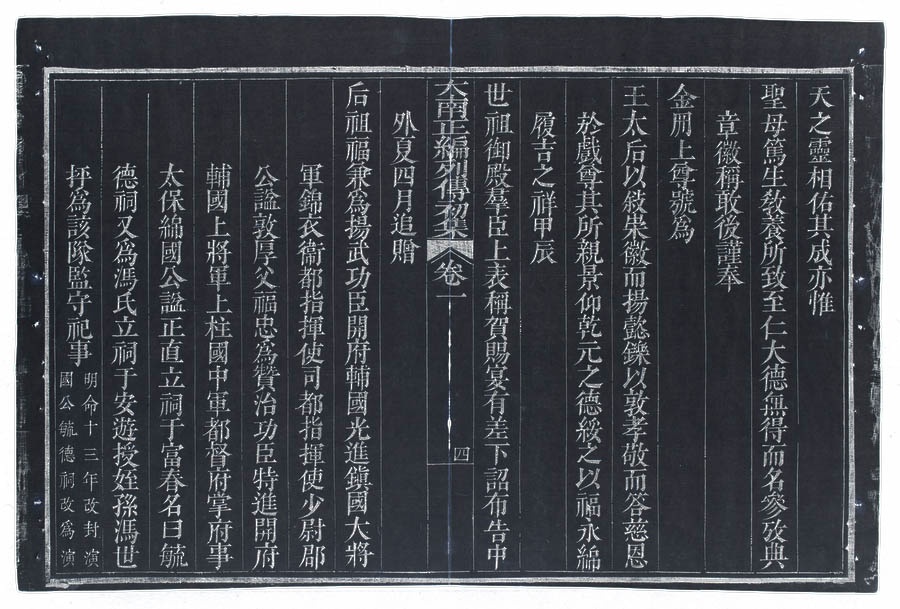 天之靈相佑其成亦惟
聖母篤生教養所致至仁大德無得而名參攷典
章徽稱敢後謹奉
金册上尊號為
王太后以敍崇徽而揚懿鑠以敦孝敬而答慈恩
於戲尊其所親景仰乾元之德綏之以福永綿
履吉之祥甲辰
世祖御殿羣臣上表稱賀賜宴有差下詔布告中
大南正編列傳初集 卷一 四
外夏四月追贈
后祖福秉為揚武功臣開府輔國光進鎮國大將
軍錦衣衞都指揮使司都指揮使少尉郡
公謚敦厚父福忠為贊治功臣特進開府
輔國上將軍上柱國中軍都督府掌府事
太保綿國公謚正直立祠于富春名曰毓
德祠又為馮氏立祠于安遊授姪孫馮世
抨為該隊監守祀事
明命十三年改封演
國公毓德祠改為演